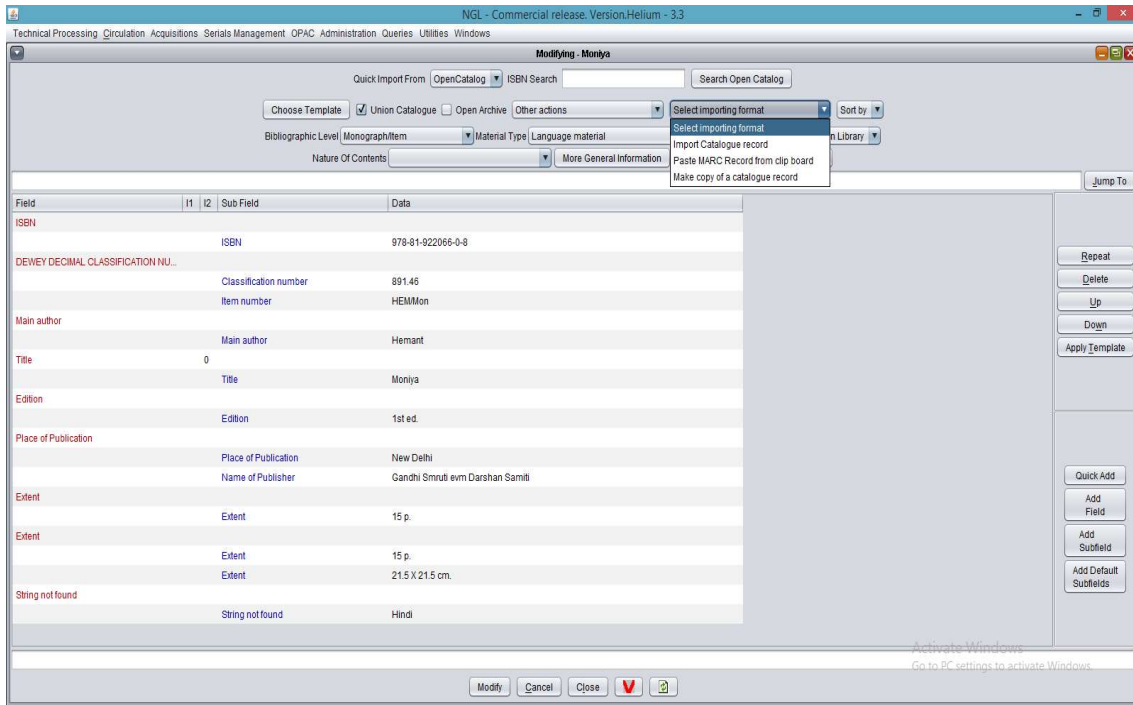 NGL - Commercial release. Version.Helium - 3.3
Technical Processing Circulation Acquisitions Serials Management OPAC Administration Queries Utilities Windows
Modifying - Moniya
Quick Import From OpenCatalog ISBN Search Search Open Catalog
Choose Template Union Catalogue Open Archive Other actions Select importing format Sort by
Select importing format
Import Catalogue record
Paste MARC Record from clip board
Make copy of a catalogue record
Bibliographic Level Monograph/Item Material Type Language material n Library
Nature Of Contents More General Information
Jump To
Field I1 I2 Sub Field Data
ISBN
ISBN 978-81-922066-0-8
DEWEY DECIMAL CLASSIFICATION NU...
Classification number 891.46
Item number HEM/Mon
Main author
Main author Hemant
Title 0
Title Moniya
Edition
Edition 1st ed.
Place of Publication
Place of Publication New Delhi
Name of Publisher Gandhi Smruti evm Darshan Samiti
Extent
Extent 15 p.
Extent
Extent 15 p.
Extent 21.5 X 21.5 cm.
String not found
String not found Hindi
Repeat
Delete
Up
Down
Apply Template
Quick Add
Add
Field
Add
Subfield
Add Default
Subfields
Activate Windows
Go to PC settings to activate Windows.
Modify Cancel Close